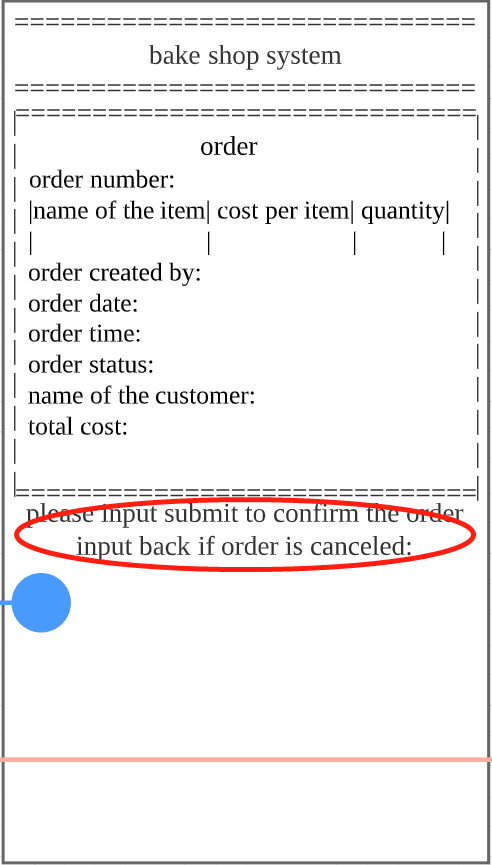 ==================================================
bake shop system
==================================================
==================================================
order
order number:
|name of the item| cost per item| quantity|
| | | |
order created by:
order date:
order time:
order status:
name of the customer:
total cost:
==================================================
please input submit to confirm the order
input back if order is canceled: